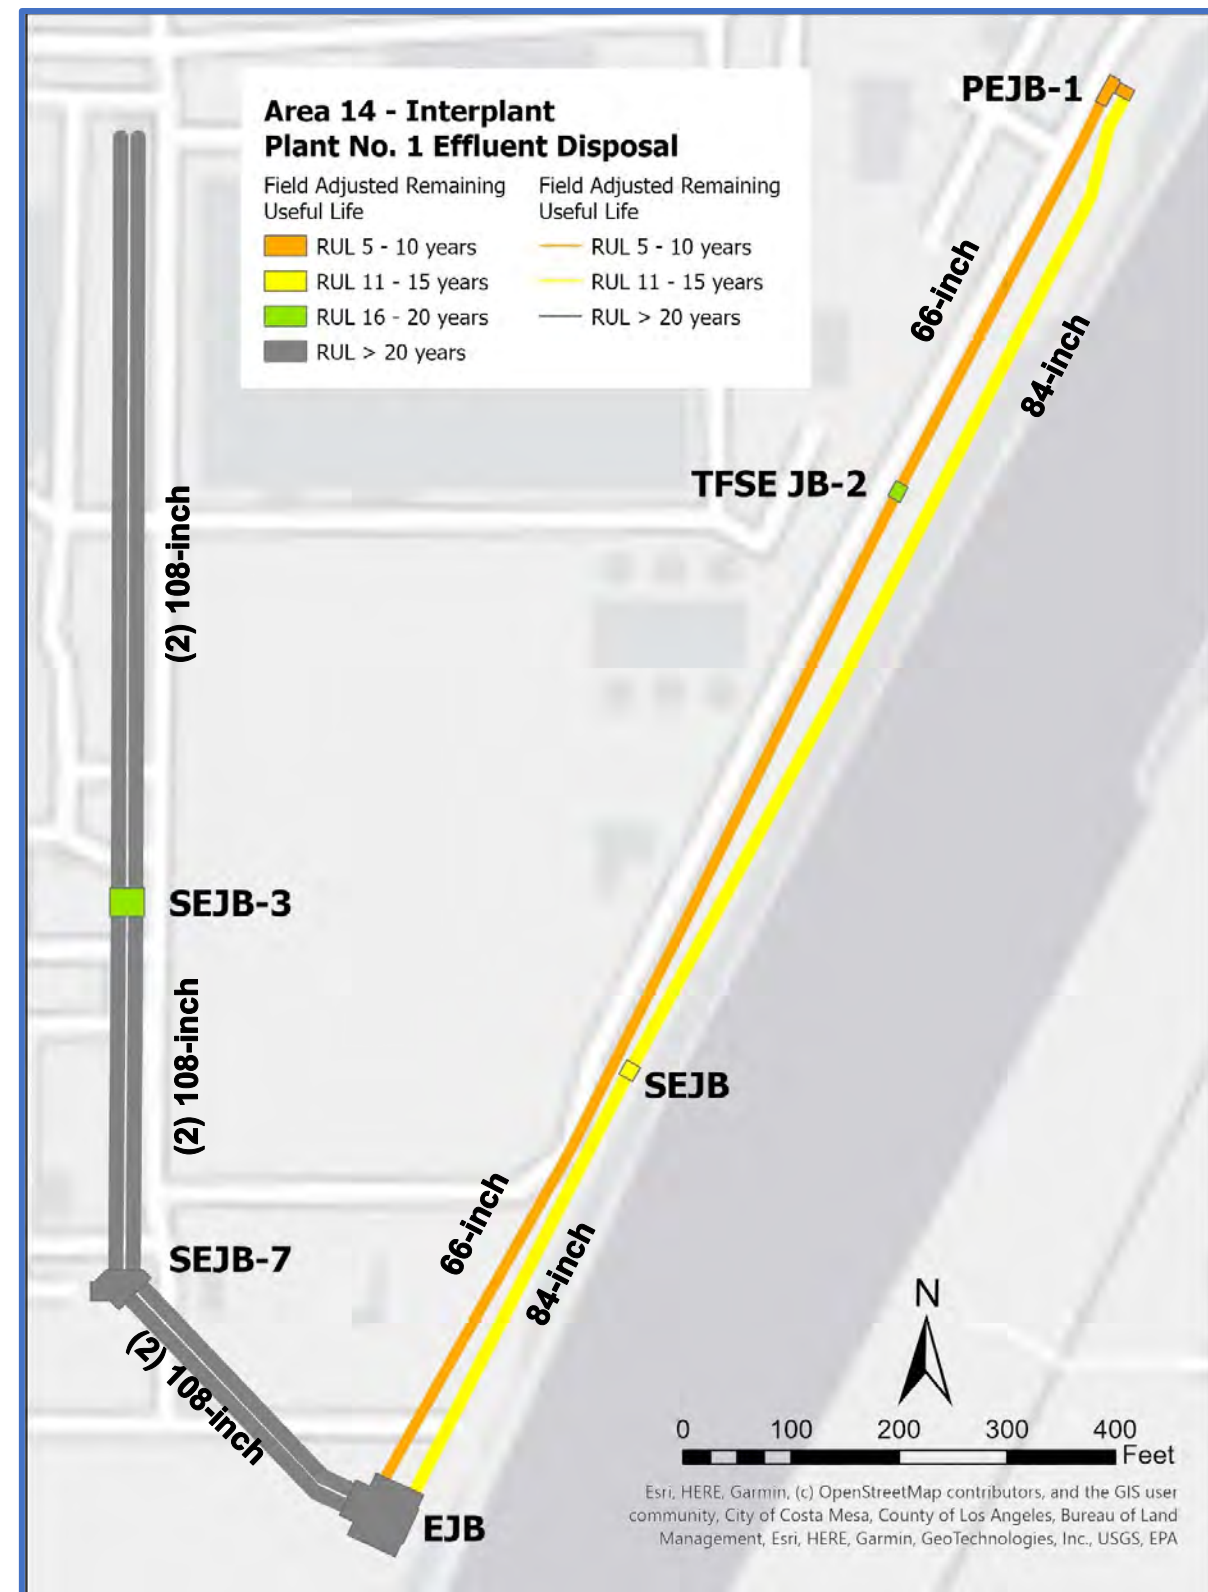 PEJB-1
Area 14 - Interplant
Plant No. 1 Effluent Disposal
Field Adjusted Remaining
Useful Life
RUL 5 - 10 years
RUL 11 - 15 years
RUL 16 - 20 years
RUL > 20 years
Field Adjusted Remaining
Useful Life
RUL 5 - 10 years
RUL 11 - 15 years
RUL > 20 years
66-inch
84-inch
TFSE JB-2
(2) 108-inch
SEJB-3
(2) 108-inch
SEJB
66-inch
84-inch
SEJB-7
(2) 108-inch
EJB
N
0 100 200 300 400
Feet
Esri, HERE, Garmin, (c) OpenStreetMap contributors, and the GIS user
community, City of Costa Mesa, County of Los Angeles, Bureau of Land
Management, Esri, HERE, Garmin, GeoTechnologies, Inc., USGS, EPA